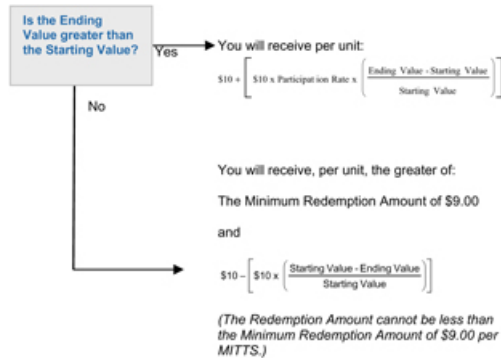 Is the Ending
Value greater than
the Starting Value?
Yes
You will receive per unit:
$10 + [ $10 x Participation Rate x ( Ending Value - Starting Value / Starting Value ) ]
No
You will receive, per unit, the greater of:
The Minimum Redemption Amount of $9.00
and
$10 – [ $10 x ( Starting Value - Ending Value / Starting Value ) ]
(The Redemption Amount cannot be less than
the Minimum Redemption Amount of $9.00 per
MITTS.)